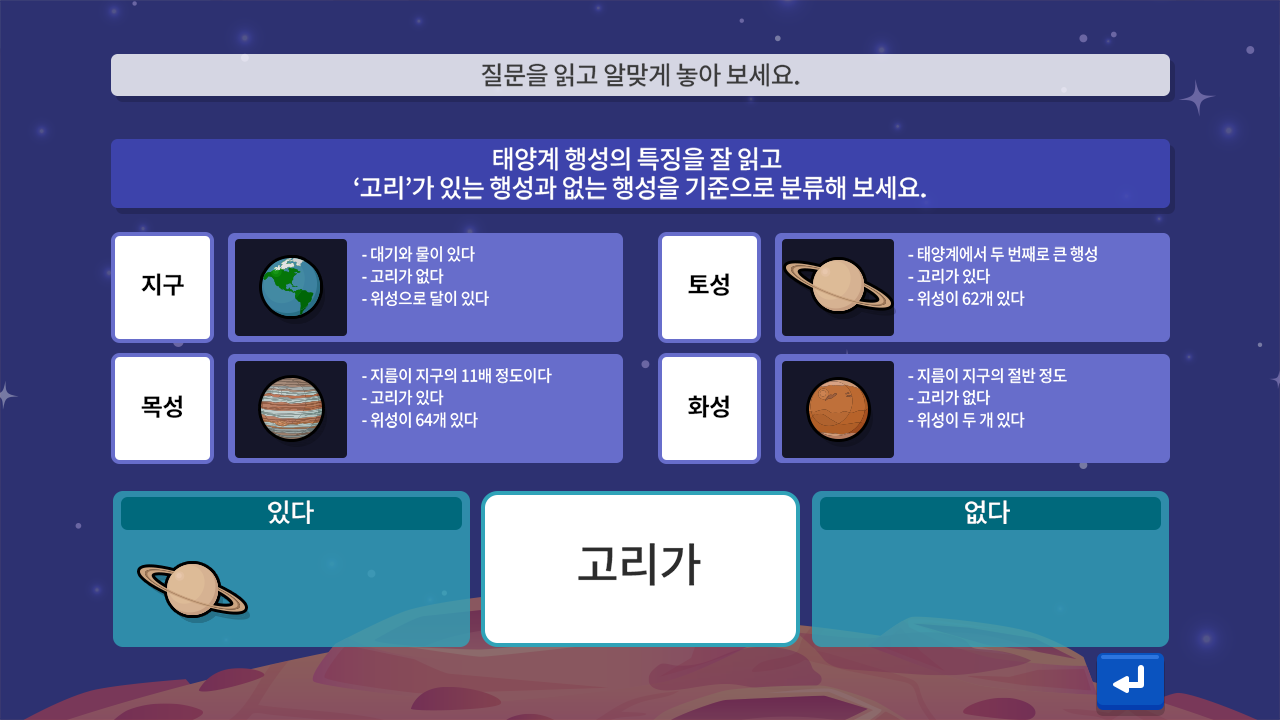 질문을 읽고 알맞게 놓아 보세요.
태양계 행성의 특징을 잘 읽고
‘고리’가 있는 행성과 없는 행성을 기준으로 분류해 보세요.
지구
- 대기와 물이 있다
- 고리가 없다
- 위성으로 달이 있다
토성
- 태양계에서 두 번째로 큰 행성
- 고리가 있다
- 위성이 62개 있다
목성
- 지름이 지구의 11배 정도이다
- 고리가 있다
- 위성이 64개 있다
화성
- 지름이 지구의 절반 정도
- 고리가 없다
- 위성이 두 개 있다
있다
고리가
없다